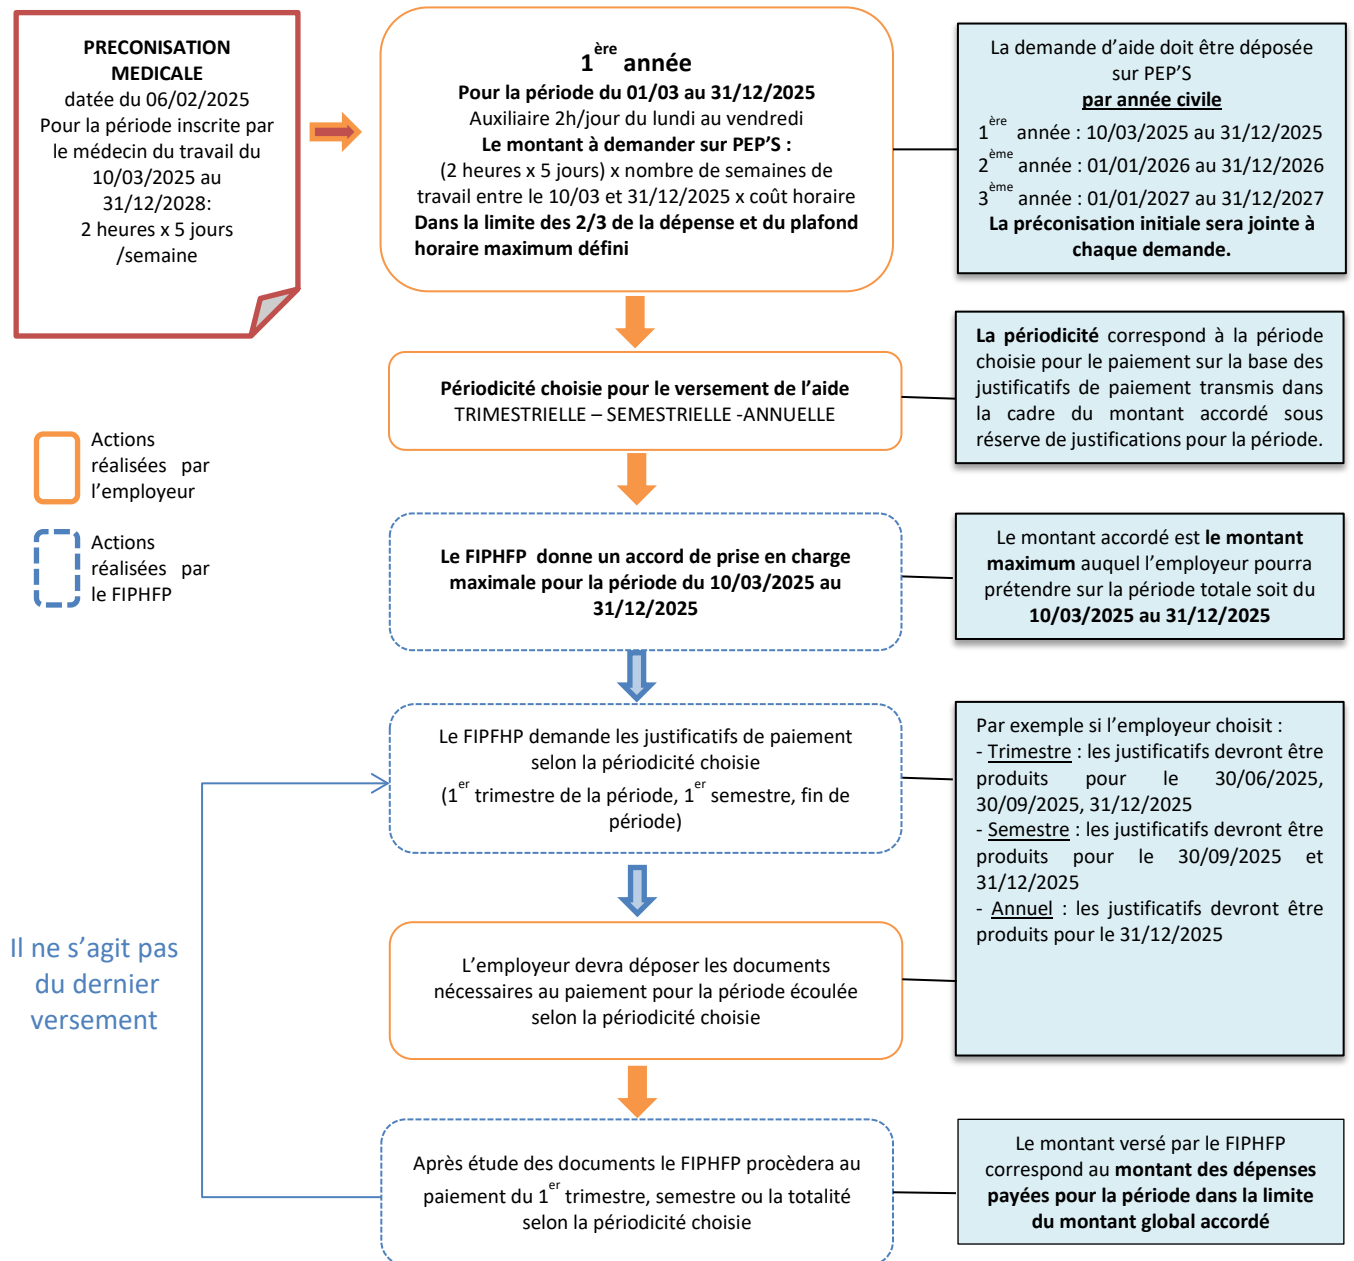 PRECONISATION
MEDICALE
datée du 06/02/2025
Pour la période inscrite par
le médecin du travail du
10/03/2025 au
31/12/2028:
2 heures x 5 jours
/semaine
1ère année
Pour la période du 01/03 au 31/12/2025
Auxiliaire 2h/jour du lundi au vendredi
Le montant à demander sur PEP'S :
(2 heures x 5 jours) x nombre de semaines de
travail entre le 10/03 et 31/12/2025 x coût horaire
Dans la limite des 2/3 de la dépense et du plafond
horaire maximum défini
La demande d'aide doit être déposée
sur PEP'S
par année civile
1ère année : 10/03/2025 au 31/12/2025
2ème année : 01/01/2026 au 31/12/2026
3ème année : 01/01/2027 au 31/12/2027
La préconisation initiale sera jointe à
chaque demande.
Périodicité choisie pour le versement de l'aide
TRIMESTRIELLE – SEMESTRIELLE -ANNUELLE
La périodicité correspond à la période
choisie pour le paiement sur la base des
justificatifs de paiement transmis dans
la cadre du montant accordé sous
réserve de justifications pour la période.
Actions
réalisées par
l'employeur
Actions
réalisées par
le FIPHFP
Le FIPHFP donne un accord de prise en charge
maximale pour la période du 10/03/2025 au
31/12/2025
Le montant accordé est le montant
maximum auquel l'employeur pourra
prétendre sur la période totale soit du
10/03/2025 au 31/12/2025
Le FIPFHP demande les justificatifs de paiement
selon la périodicité choisie
(1er trimestre de la période, 1er semestre, fin de
période)
Par exemple si l'employeur choisit :
- Trimestre : les justificatifs devront être
produits pour le 30/06/2025,
30/09/2025, 31/12/2025
- Semestre : les justificatifs devront être
produits pour le 30/09/2025 et
31/12/2025
- Annuel : les justificatifs devront être
produits pour le 31/12/2025
Il ne s'agit pas
du dernier
versement
L'employeur devra déposer les documents
nécessaires au paiement pour la période écoulée
selon la périodicité choisie
Après étude des documents le FIPHFP procèdera au
paiement du 1er trimestre, semestre ou la totalité
selon la périodicité choisie
Le montant versé par le FIPHFP
correspond au montant des dépenses
payées pour la période dans la limite
du montant global accordé